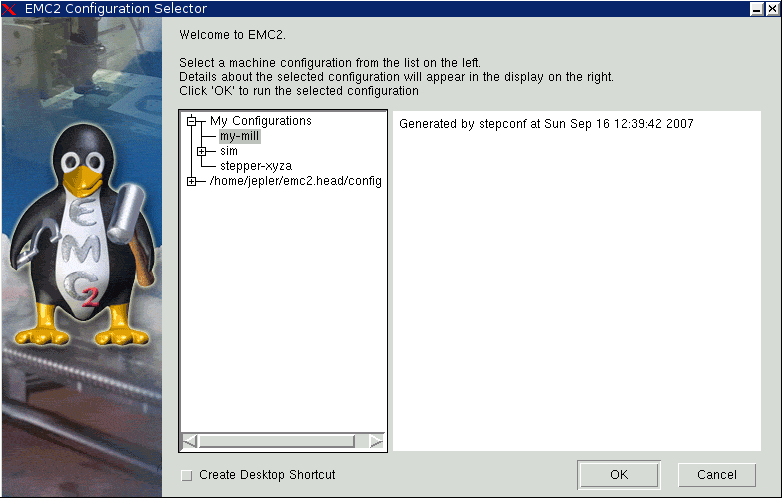 EMC2 Configuration Selector
Welcome to EMC2.
Select a machine configuration from the list on the left.
Details about the selected configuration will appear in the display on the right.
Click 'OK' to run the selected configuration
My Configurations
my-mill
sim
stepper-xyza
/home/jepler/emc2.head/config
Generated by stepconf at Sun Sep 16 12:39:42 2007
EMC
2
Create Desktop Shortcut
OK
Cancel